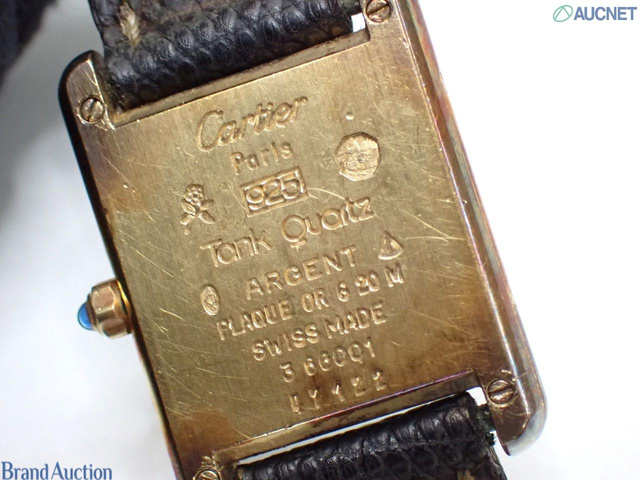 AUCNET
Cartier
Paris
925
Tank Quartz
ARGENT
PLAQUE OR G 20 M
SWISS MADE
3 66001
Brand Auction